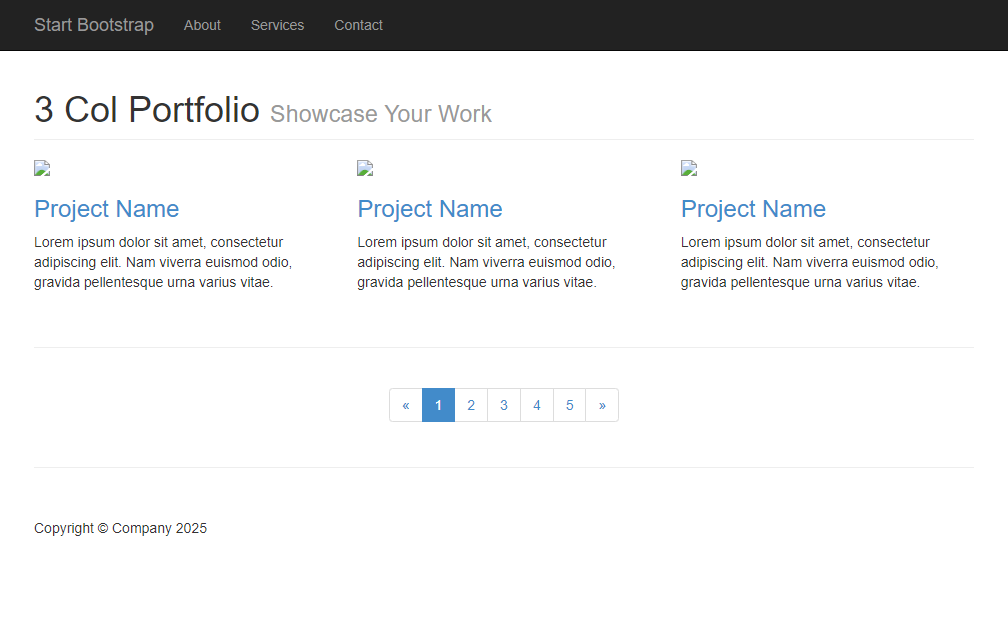 Start Bootstrap About Services Contact
3 Col Portfolio Showcase Your Work
Project Name
Lorem ipsum dolor sit amet, consectetur
adipiscing elit. Nam viverra euismod odio,
gravida pellentesque urna varius vitae.
Project Name
Lorem ipsum dolor sit amet, consectetur
adipiscing elit. Nam viverra euismod odio,
gravida pellentesque urna varius vitae.
Project Name
Lorem ipsum dolor sit amet, consectetur
adipiscing elit. Nam viverra euismod odio,
gravida pellentesque urna varius vitae.
« 1 2 3 4 5 »
Copyright © Company 2025